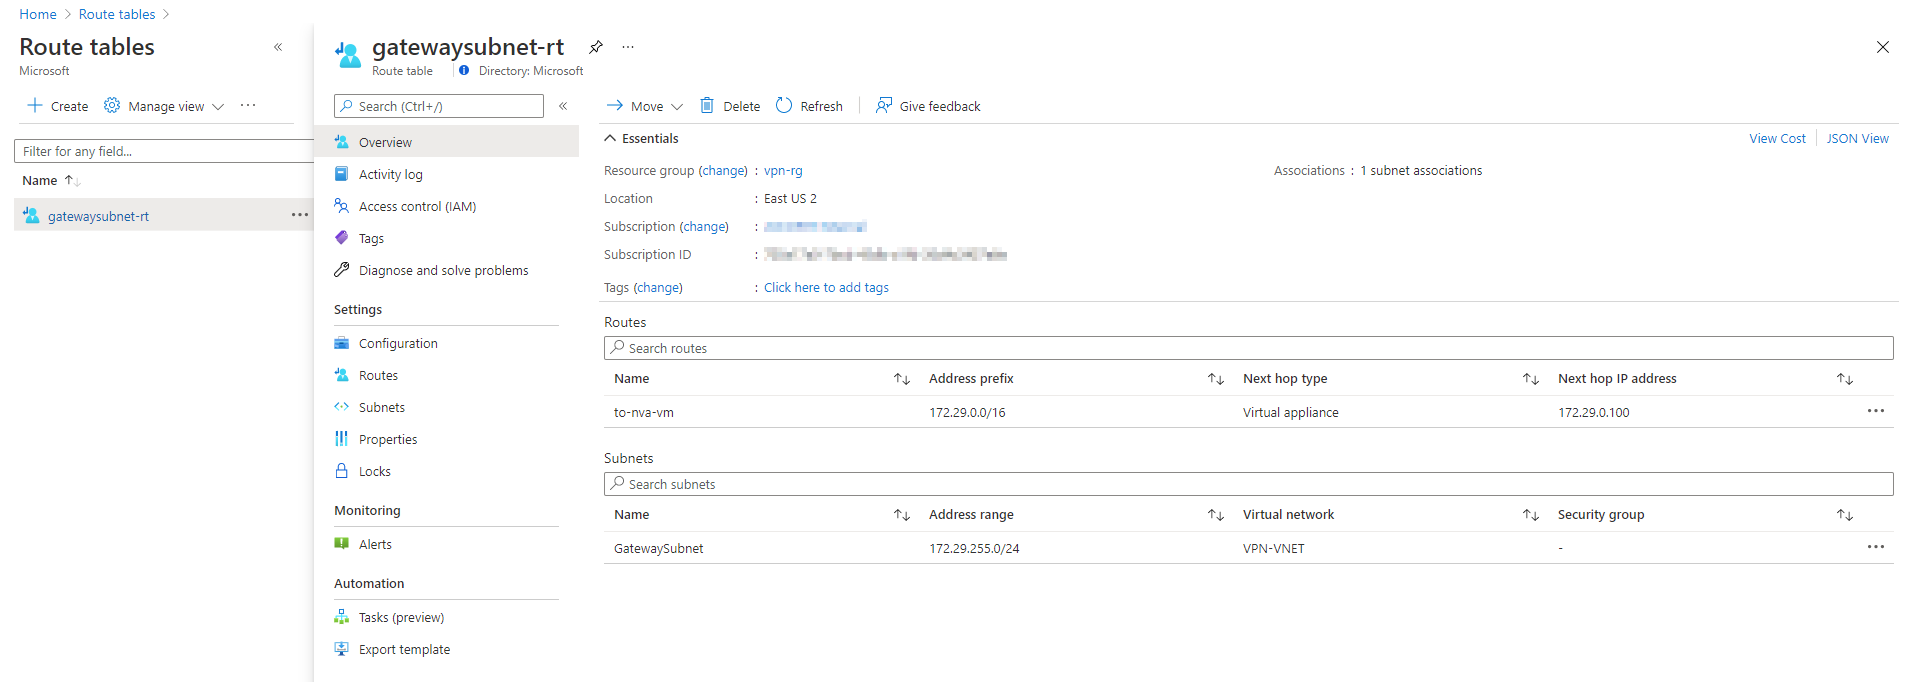 Home > Route tables >
Route tables
Microsoft
«
Create
Manage view
...
Filter for any field...
Name ↑↓
gatewaysubnet-rt
...
gatewaysubnet-rt
...
Route table
Directory: Microsoft
Search (Ctrl+/)
«
Overview
Activity log
Access control (IAM)
Tags
Diagnose and solve problems
Settings
Configuration
Routes
Subnets
Properties
Locks
Monitoring
Alerts
Automation
Tasks (preview)
Export template
Move
Delete
Refresh
Give feedback
Essentials
View Cost
JSON View
Resource group (change) : vpn-rg
Associations : 1 subnet associations
Location : East US 2
Subscription (change) :
Subscription ID :
Tags (change) : Click here to add tags
Routes
Search routes
Name ↑↓ Address prefix ↑↓ Next hop type ↑↓ Next hop IP address ↑↓
to-nva-vm 172.29.0.0/16 Virtual appliance 172.29.0.100 ...
Subnets
Search subnets
Name ↑↓ Address range ↑↓ Virtual network ↑↓ Security group ↑↓
GatewaySubnet 172.29.255.0/24 VPN-VNET - ...